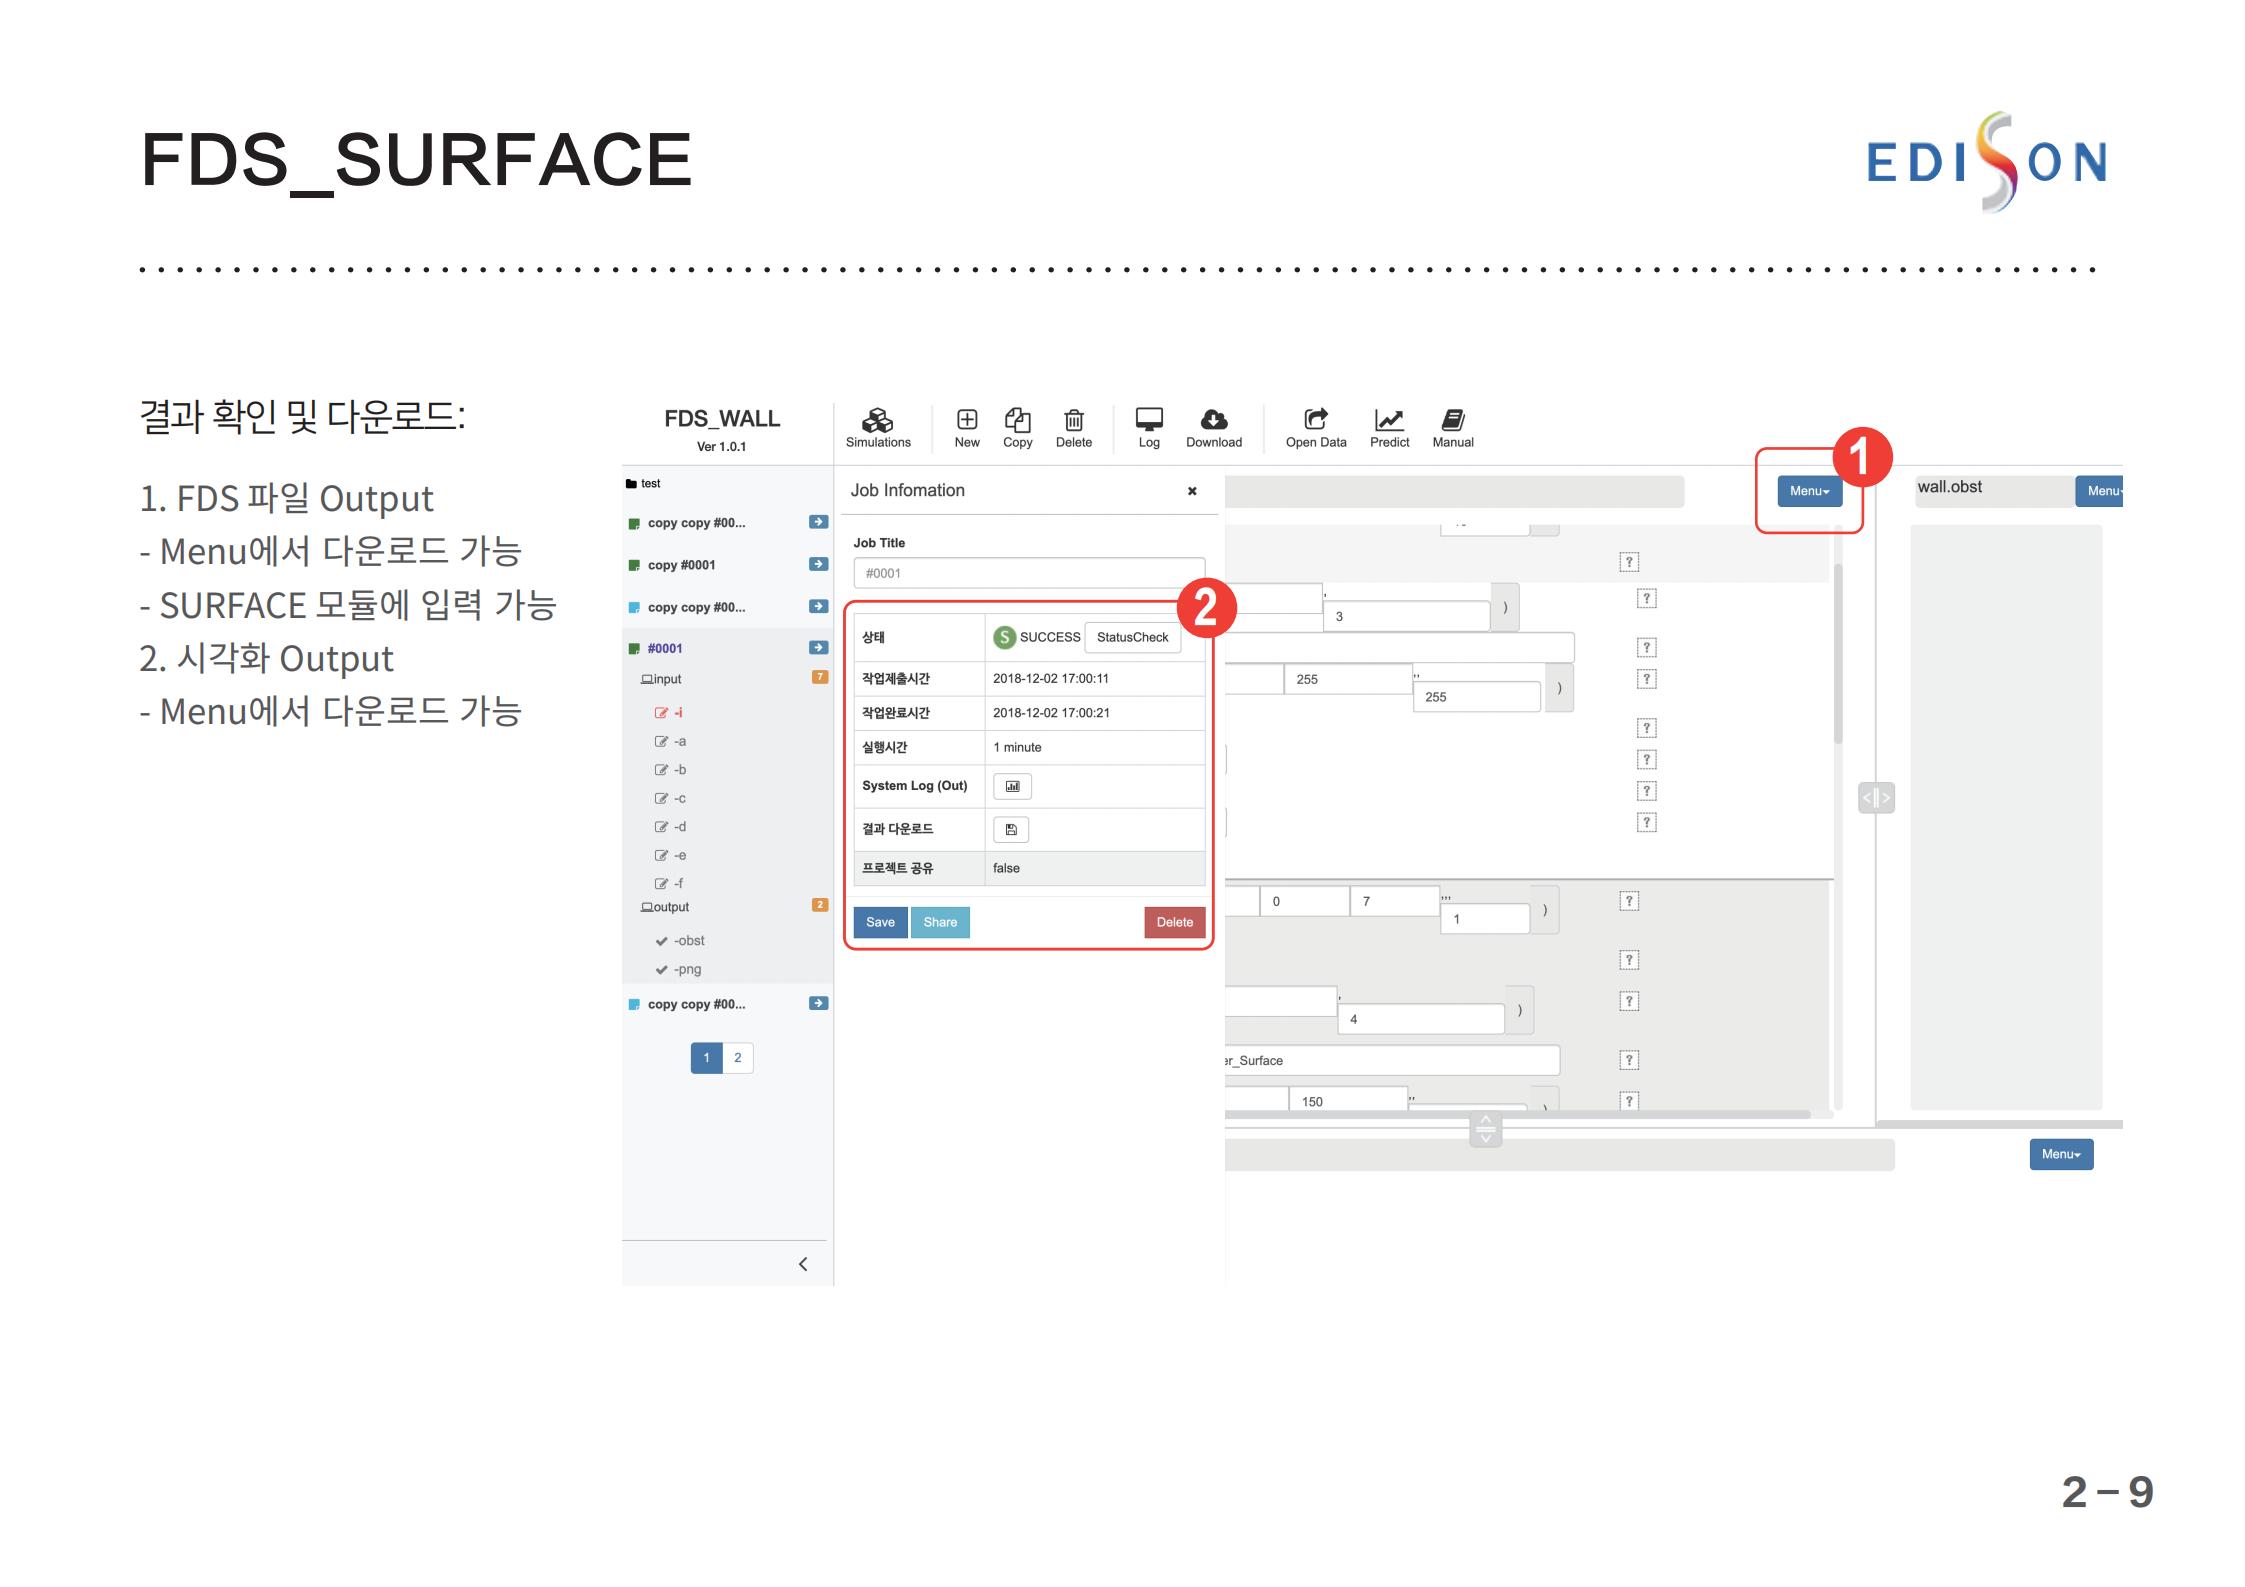 FDS_SURFACE
EDISON
결과 확인 및 다운로드:
1. FDS 파일 Output
- Menu에서 다운로드 가능
- SURFACE 모듈에 입력 가능
2. 시각화 Output
- Menu에서 다운로드 가능
FDS_WALL
Ver 1.0.1
Simulations
New
Copy
Delete
Log
Download
Open Data
Predict
Manual
test
copy copy #00...
copy #0001
copy copy #00...
#0001
input
7
-i
-a
-b
-c
-d
-e
-f
output
2
-obst
-png
copy copy #00...
1 2
Job Infomation
Job Title
#0001
2
상태 S SUCCESS StatusCheck
작업제출시간 2018-12-02 17:00:11
작업완료시간 2018-12-02 17:00:21
실행시간 1 minute
System Log (Out)
결과 다운로드
프로젝트 공유 false
Save Share Delete
1
Menu
wall.obst
Menu
?
, 3 ) ?
?
255 ,, 255 ) ?
?
?
?
?
0 7 ,,, 1 ) ?
?
, 4 ) ?
er_Surface ?
150 ,, ) ?
Menu
2-9